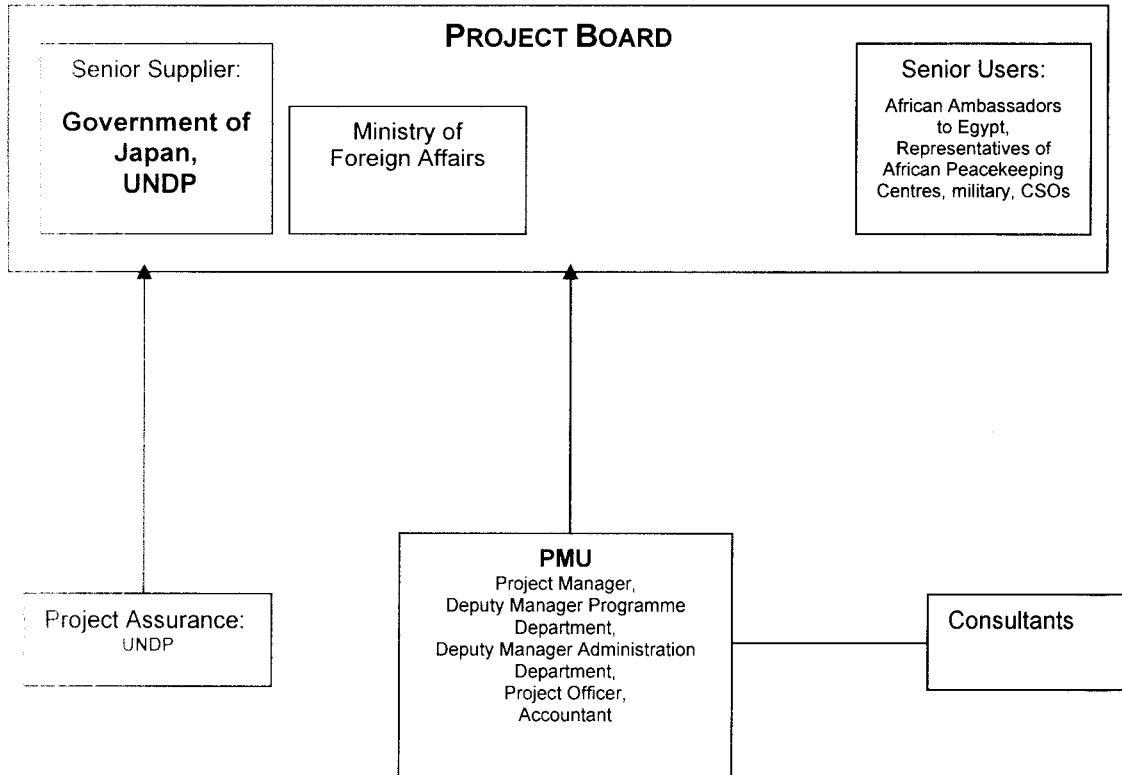 PROJECT BOARD
Senior Supplier:
Government of
Japan,
UNDP
Ministry of
Foreign Affairs
Senior Users:
African Ambassadors
to Egypt,
Representatives of
African Peacekeeping
Centres, military, CSOs
Project Assurance:
UNDP
PMU
Project Manager,
Deputy Manager Programme
Department,
Deputy Manager Administration
Department,
Project Officer,
Accountant
Consultants